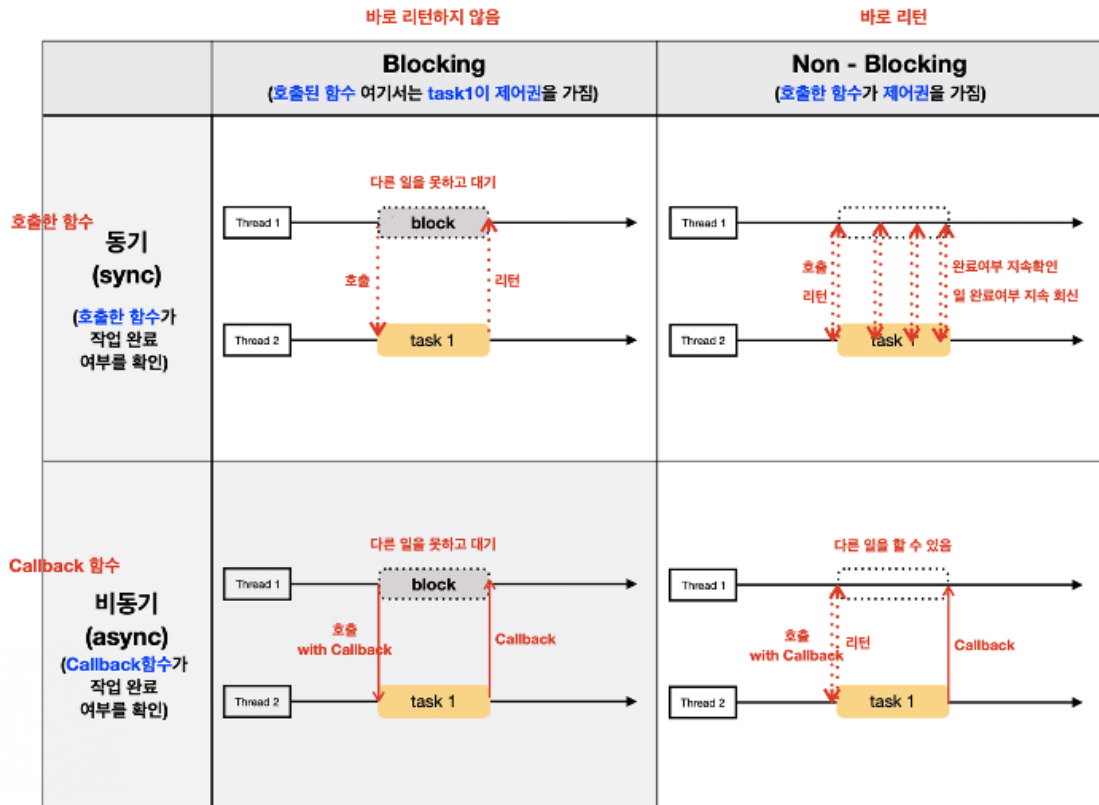 바로 리턴하지 않음
바로 리턴
Blocking
(호출된 함수 여기서는 task1이 제어권을 가짐)
Non - Blocking
(호출한 함수가 제어권을 가짐)
호출한 함수
동기
(sync)
(호출한 함수가
작업 완료
여부를 확인)
다른 일을 못하고 대기
Thread 1
block
호출
리턴
Thread 2
task 1
Thread 1
호출
리턴
완료여부 지속확인
일 완료여부 지속 회신
Thread 2
task 1
Callback 함수
비동기
(async)
(Callback함수가
작업 완료
여부를 확인)
다른 일을 못하고 대기
Thread 1
block
호출
with Callback
Callback
Thread 2
task 1
다른 일을 할 수 있음
Thread 1
호출
with Callback
리턴
Callback
Thread 2
task 1